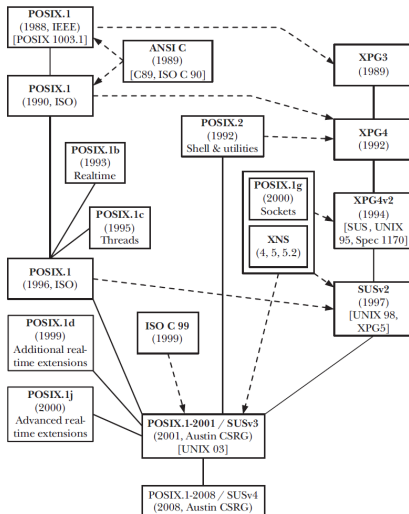 POSIX.1
(1988, IEEE)
[POSIX 1003.1]
ANSI C
(1989)
[C89, ISO C 90]
XPG3
(1989)
POSIX.1
(1990, ISO)
POSIX.2
(1992)
Shell & utilities
XPG4
(1992)
POSIX.1b
(1993)
Realtime
POSIX.1c
(1995)
Threads
POSIX.1g
(2000)
Sockets
XNS
(4, 5, 5.2)
XPG4v2
(1994)
[SUS, UNIX
95, Spec 1170]
POSIX.1
(1996, ISO)
SUSv2
(1997)
[UNIX 98,
XPG5]
POSIX.1d
(1999)
Additional real-
time extensions
ISO C 99
(1999)
POSIX.1j
(2000)
Advanced real-
time extensions
POSIX.1-2001 / SUSv3
(2001, Austin CSRG)
[UNIX 03]
POSIX.1-2008 / SUSv4
(2008, Austin CSRG)